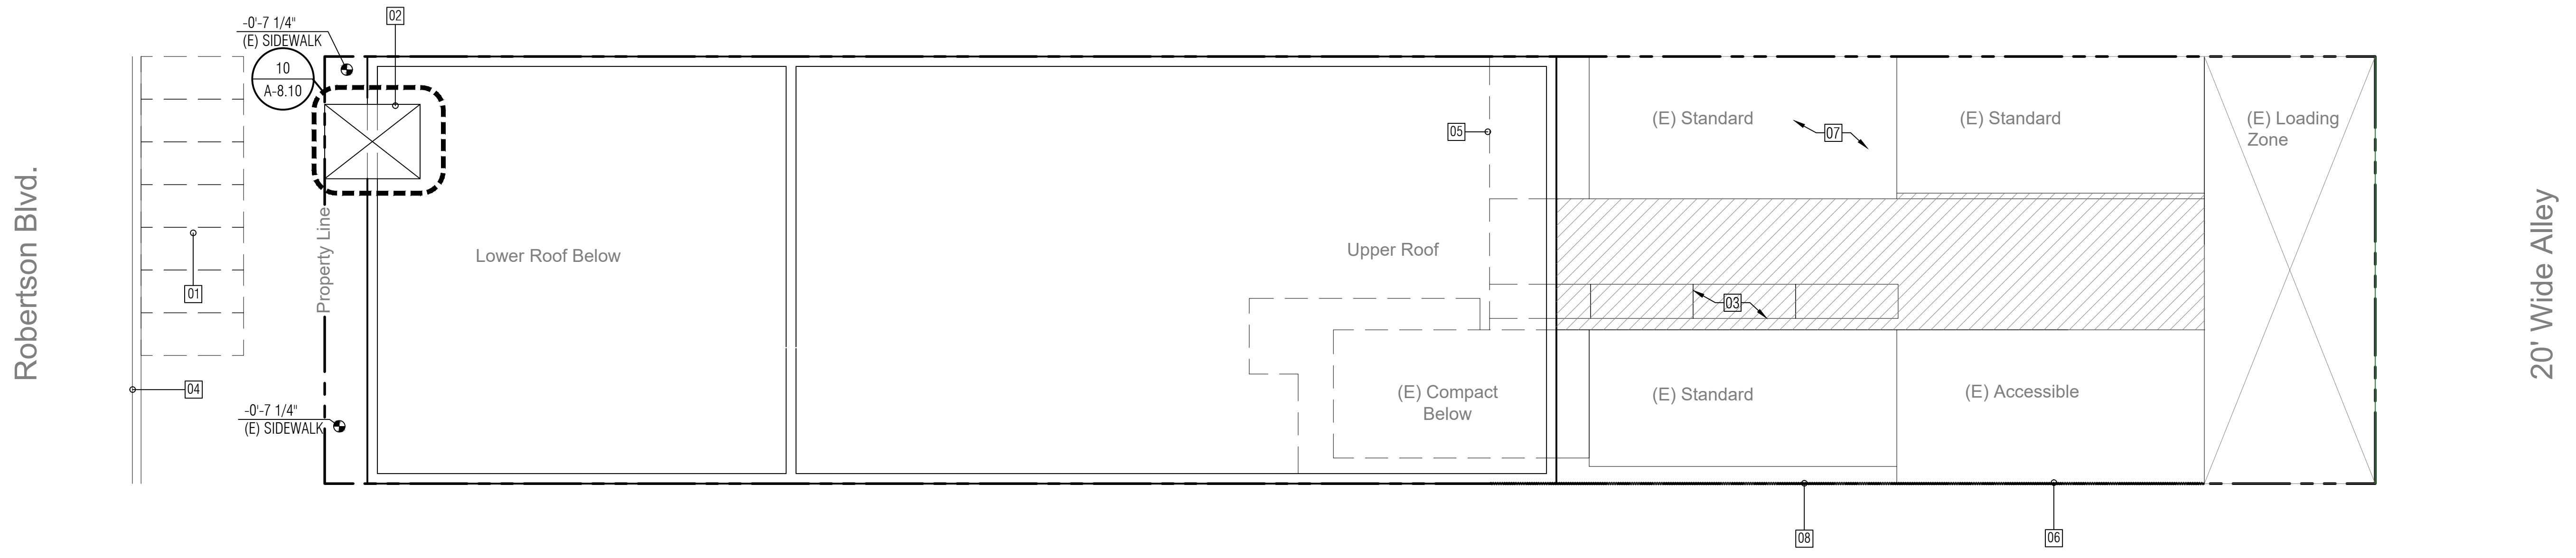 Robertson Blvd.
-0'-7 1/4"
(E) SIDEWALK
10
A-8.10
02
01
04
Property Line
-0'-7 1/4"
(E) SIDEWALK
Lower Roof Below
Upper Roof
05
(E) Compact
Below
(E) Standard
07
(E) Standard
(E) Loading
Zone
03
(E) Standard
(E) Accessible
08
06
20' Wide Alley